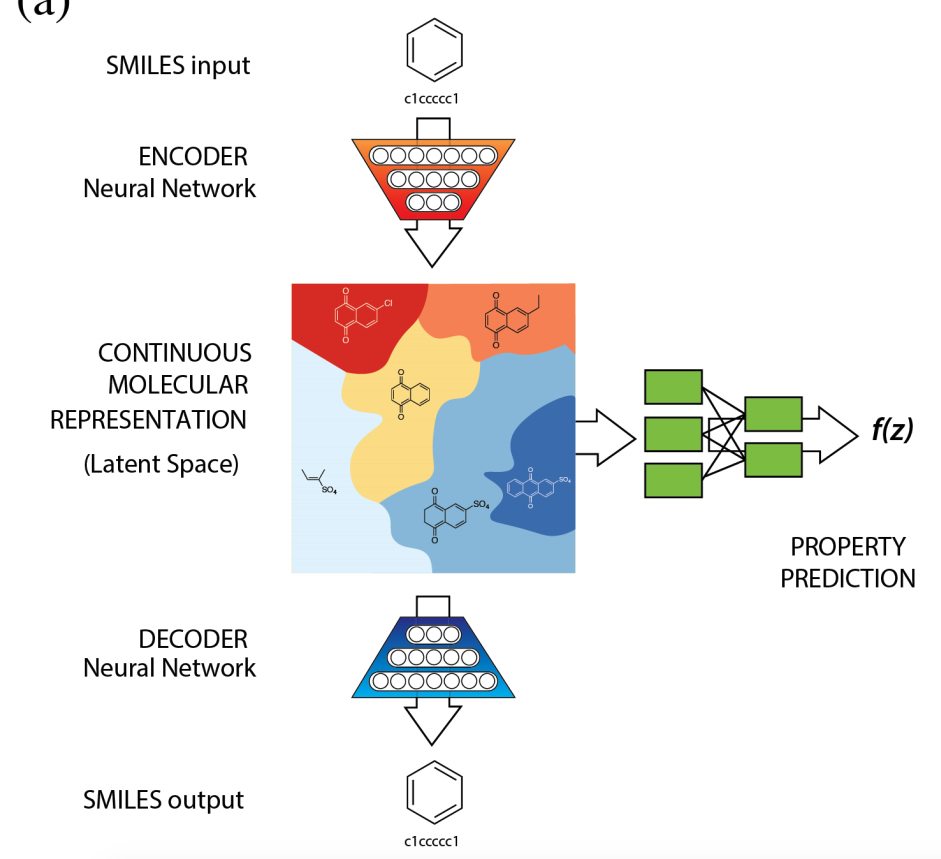 (a)
SMILES input
c1ccccc1
ENCODER
Neural Network
CONTINUOUS
MOLECULAR
REPRESENTATION
(Latent Space)
O
Cl
O
O
O
O
O
SO₄
O
SO₄
O
O
SO₄
O
f(z)
PROPERTY
PREDICTION
DECODER
Neural Network
SMILES output
c1ccccc1